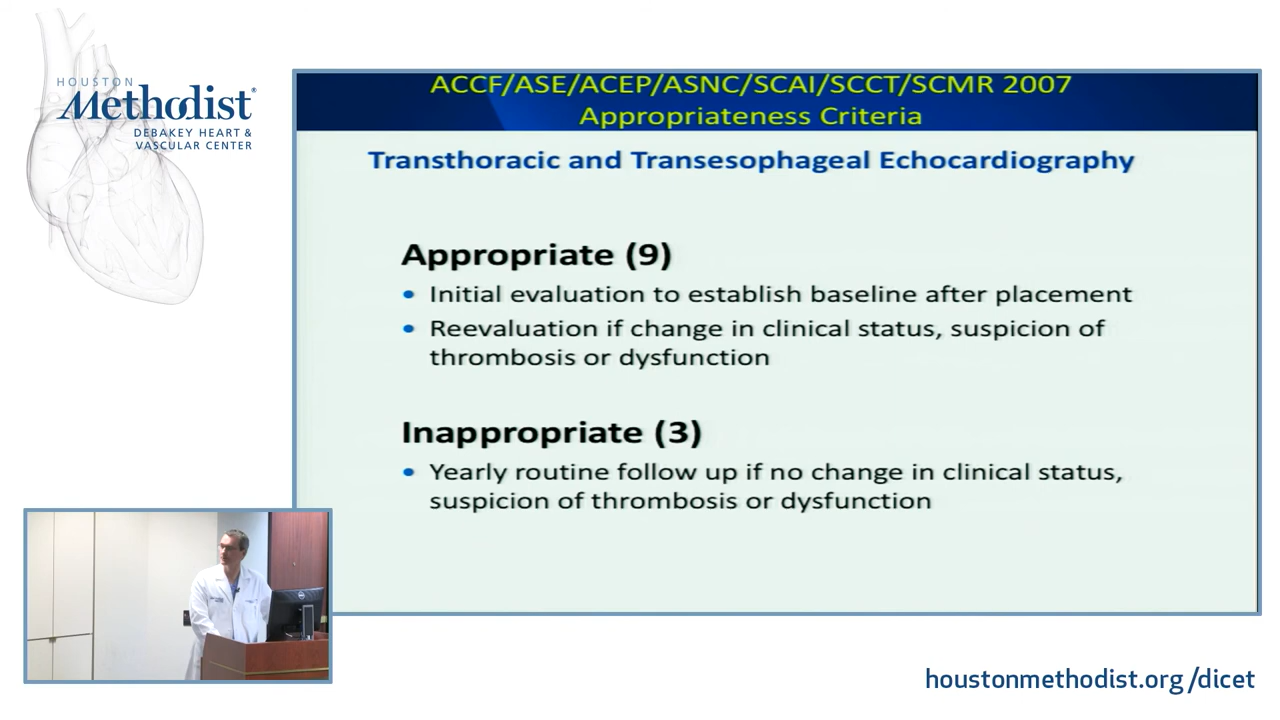 HOUSTON
Methodist®
DEBAKEY HEART &
VASCULAR CENTER
ACCF/ASE/ACEP/ASNC/SCAI/SCCT/SCMR 2007
Appropriateness Criteria
Transthoracic and Transesophageal Echocardiography
Appropriate (9)
• Initial evaluation to establish baseline after placement
• Reevaluation if change in clinical status, suspicion of
thrombosis or dysfunction
Inappropriate (3)
• Yearly routine follow up if no change in clinical status,
suspicion of thrombosis or dysfunction
houstonmethodist.org/dicet